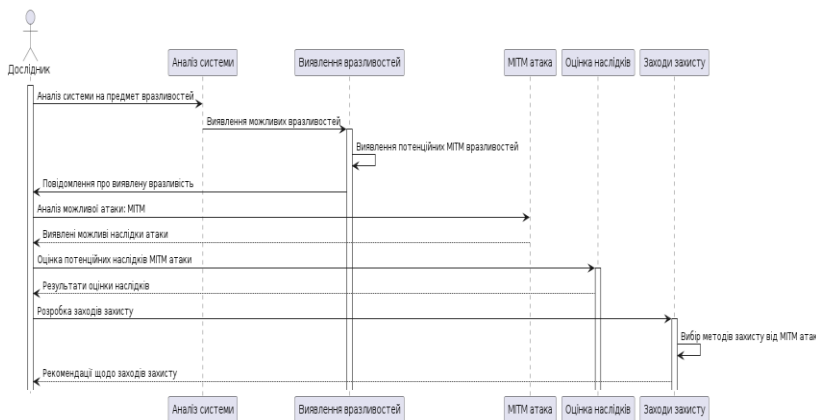 Дослідник
Аналіз системи
Виявлення вразливостей
MITM атака
Оцінка наслідків
Заходи захисту
Аналіз системи на предмет вразливостей
Виявлення можливих вразливостей
Виявлення потенційних MITM вразливостей
Повідомлення про виявлену вразливість
Аналіз можливої атаки: MITM
Виявлені можливі наслідки атаки
Оцінка потенційних наслідків MITM атаки
Результати оцінки наслідків
Розробка заходів захисту
Вибір методів захисту від MITM атак
Рекомендації щодо заходів захисту
Аналіз системи
Виявлення вразливостей
MITM атака
Оцінка наслідків
Заходи захисту